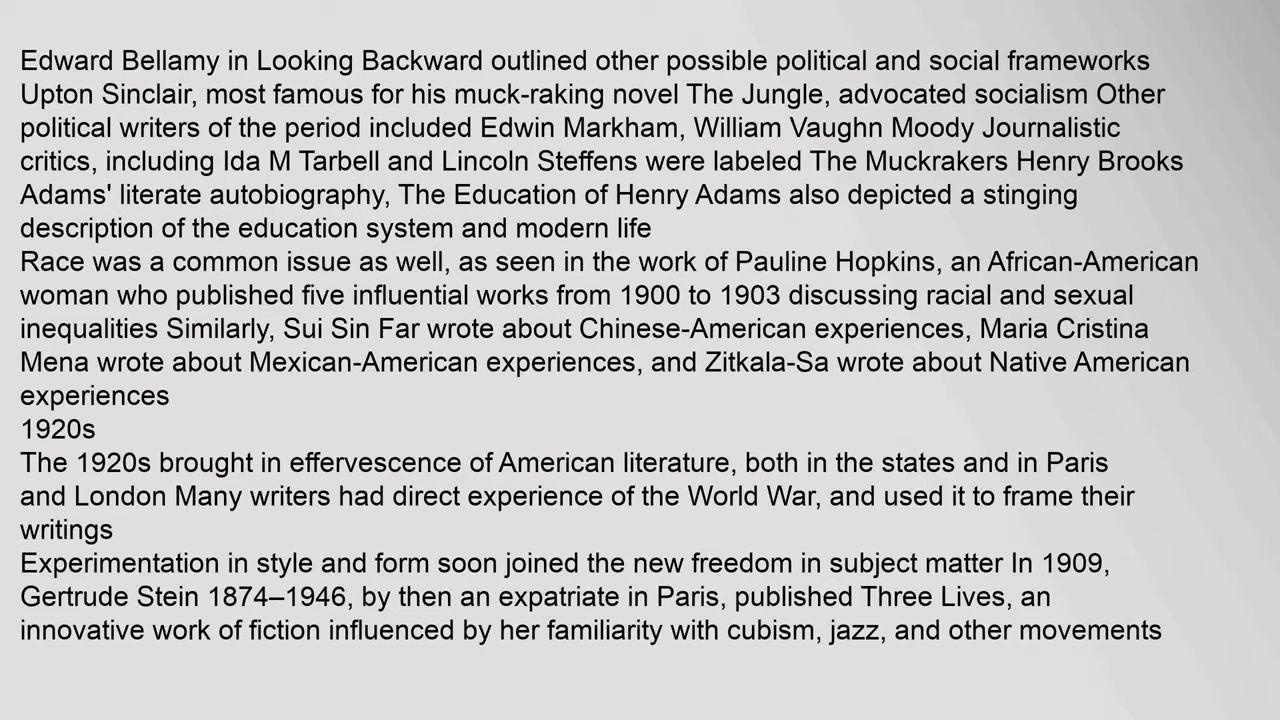 Edward Bellamy in Looking Backward outlined other possible political and social frameworks
Upton Sinclair, most famous for his muck-raking novel The Jungle, advocated socialism Other
political writers of the period included Edwin Markham, William Vaughn Moody Journalistic
critics, including Ida M Tarbell and Lincoln Steffens were labeled The Muckrakers Henry Brooks
Adams' literate autobiography, The Education of Henry Adams also depicted a stinging
description of the education system and modern life
Race was a common issue as well, as seen in the work of Pauline Hopkins, an African-American
woman who published five influential works from 1900 to 1903 discussing racial and sexual
inequalities Similarly, Sui Sin Far wrote about Chinese-American experiences, Maria Cristina
Mena wrote about Mexican-American experiences, and Zitkala-Sa wrote about Native American
experiences
1920s
The 1920s brought in effervescence of American literature, both in the states and in Paris
and London Many writers had direct experience of the World War, and used it to frame their
writings
Experimentation in style and form soon joined the new freedom in subject matter In 1909,
Gertrude Stein 1874–1946, by then an expatriate in Paris, published Three Lives, an
innovative work of fiction influenced by her familiarity with cubism, jazz, and other movements